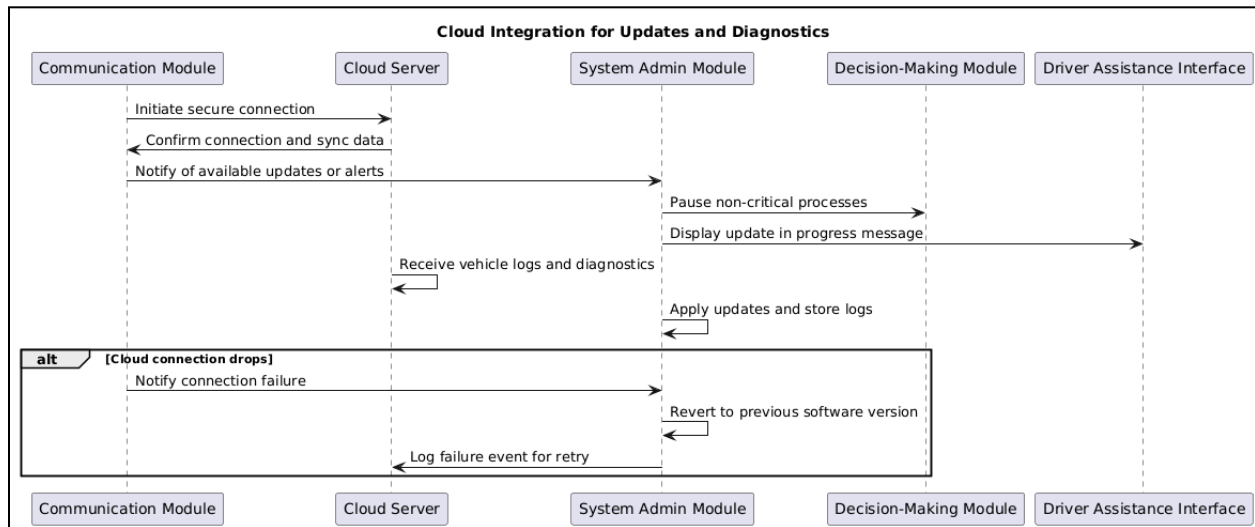 Cloud Integration for Updates and Diagnostics
Communication Module
Cloud Server
System Admin Module
Decision-Making Module
Driver Assistance Interface
Initiate secure connection
Confirm connection and sync data
Notify of available updates or alerts
Pause non-critical processes
Display update in progress message
Receive vehicle logs and diagnostics
Apply updates and store logs
alt
[Cloud connection drops]
Notify connection failure
Revert to previous software version
Log failure event for retry
Communication Module
Cloud Server
System Admin Module
Decision-Making Module
Driver Assistance Interface